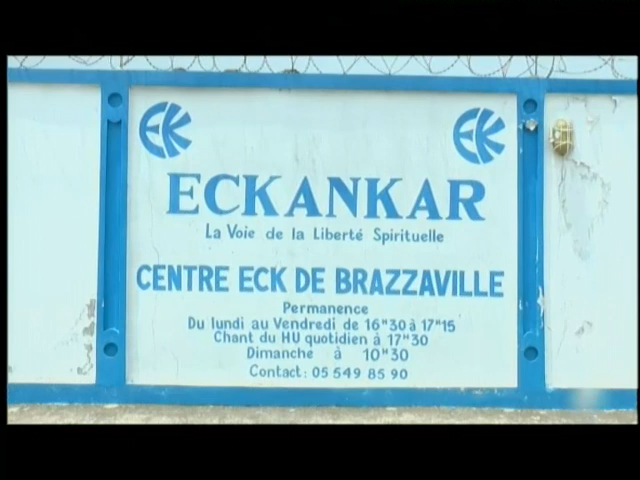 EK EK
ECKANKAR
La Voie de la Liberté Spirituelle
CENTRE ECK DE BRAZZAVILLE
Permanence
Du lundi au Vendredi de 16"30 à 17"15
Chant du HU quotidien à 17"30
Dimanche à 10"30
Contact: 05 549 85 90